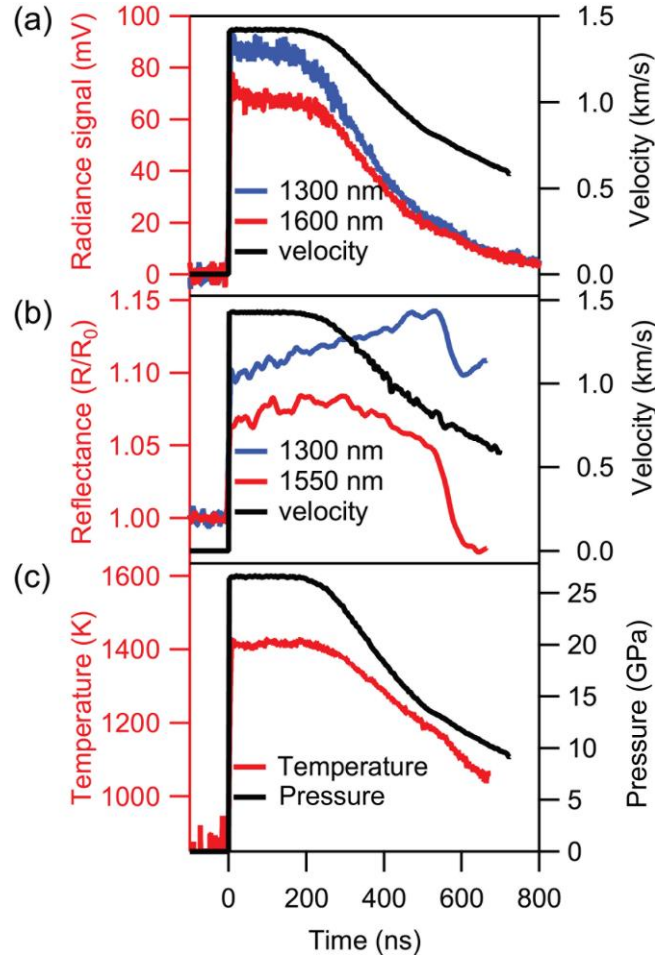 (a)
Radiance signal (mV)
100
80
60
40
20
0
1300 nm
1600 nm
velocity
1.5
1.0
0.5
0.0
Velocity (km/s)
(b)
Reflectance (R/R0)
1.15
1.10
1.05
1.00
1300 nm
1550 nm
velocity
1.5
1.0
0.5
0.0
Velocity (km/s)
(c)
Temperature (K)
1600
1400
1200
1000
Temperature
Pressure
25
20
15
10
5
0
Pressure (GPa)
0 200 400 600 800
Time (ns)